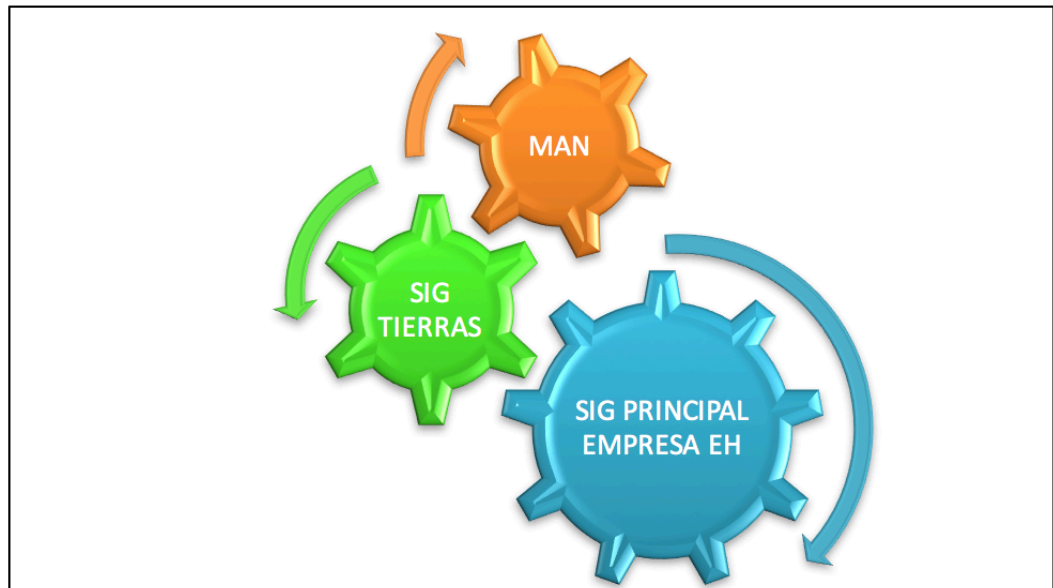 MAN
SIG
TIERRAS
SIG PRINCIPAL
EMPRESA EH